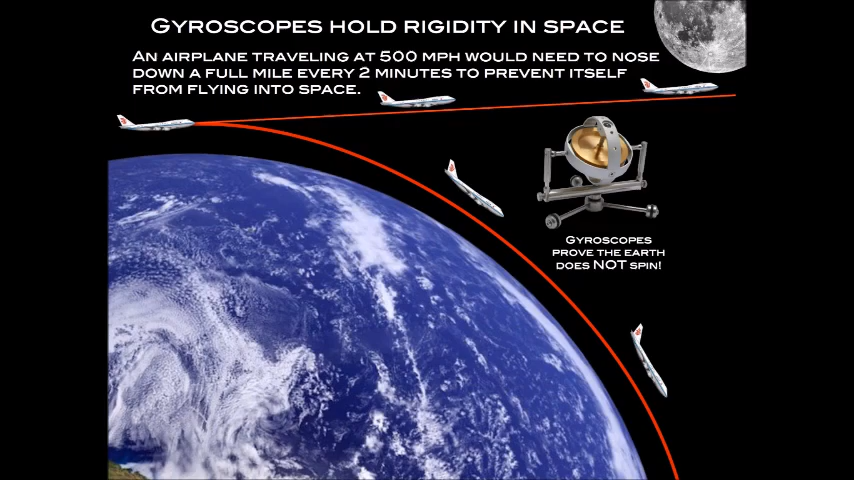 Gyroscopes hold rigidity in space
An airplane traveling at 500 mph would need to nose
down a full mile every 2 minutes to prevent itself
from flying into space.
Gyroscopes
prove the earth
does NOT spin!